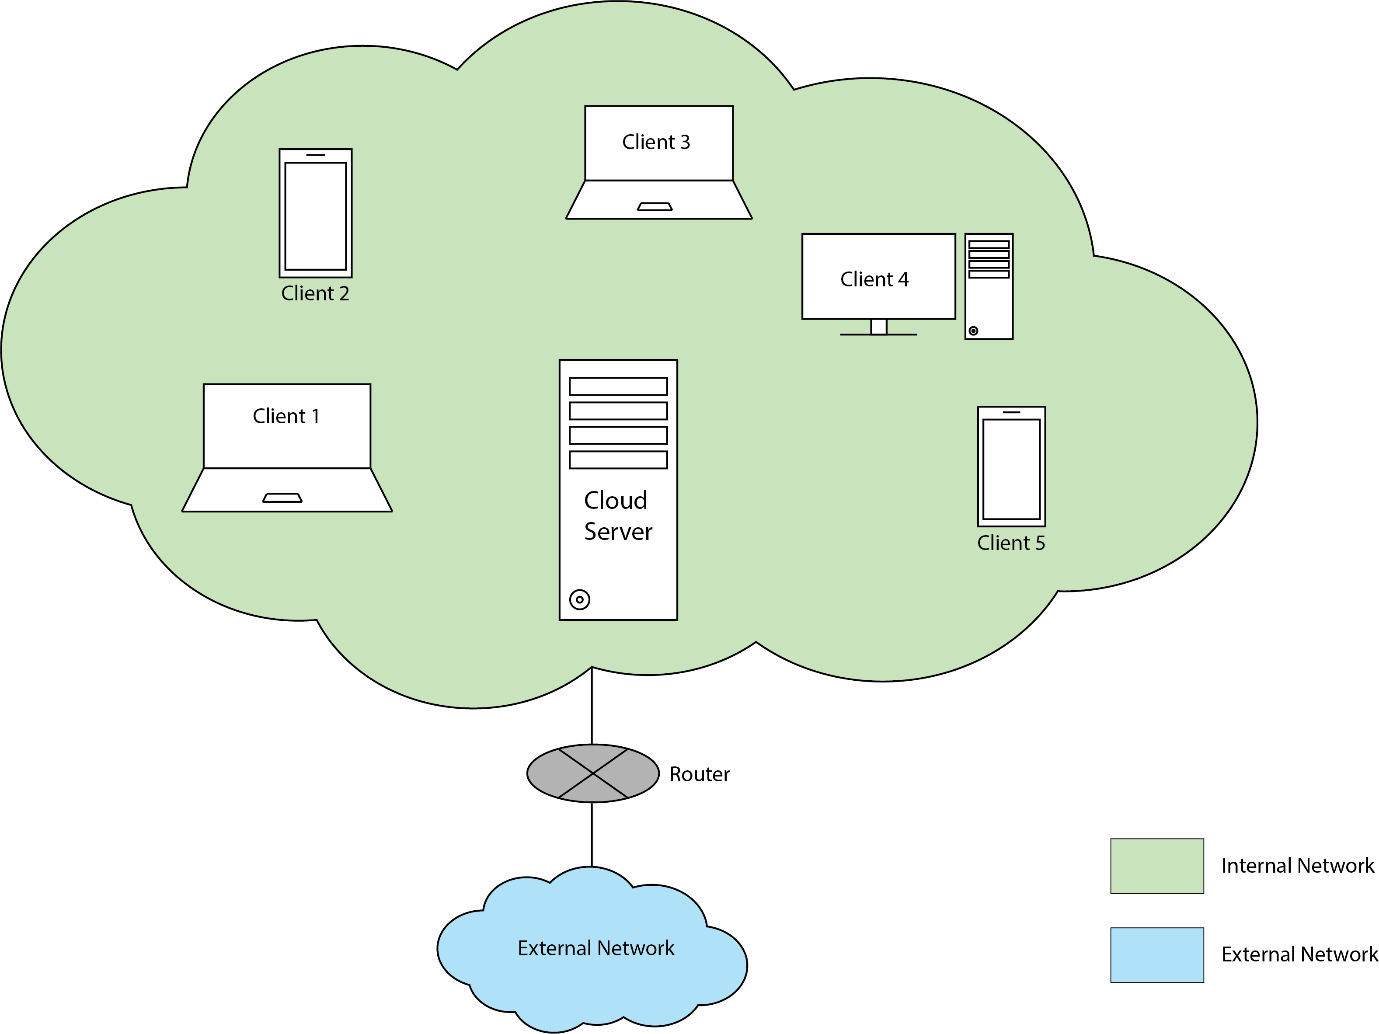 Client 3
Client 4
Client 2
Client 1
Cloud
Server
Client 5
Router
Internal Network
External Network
External Network